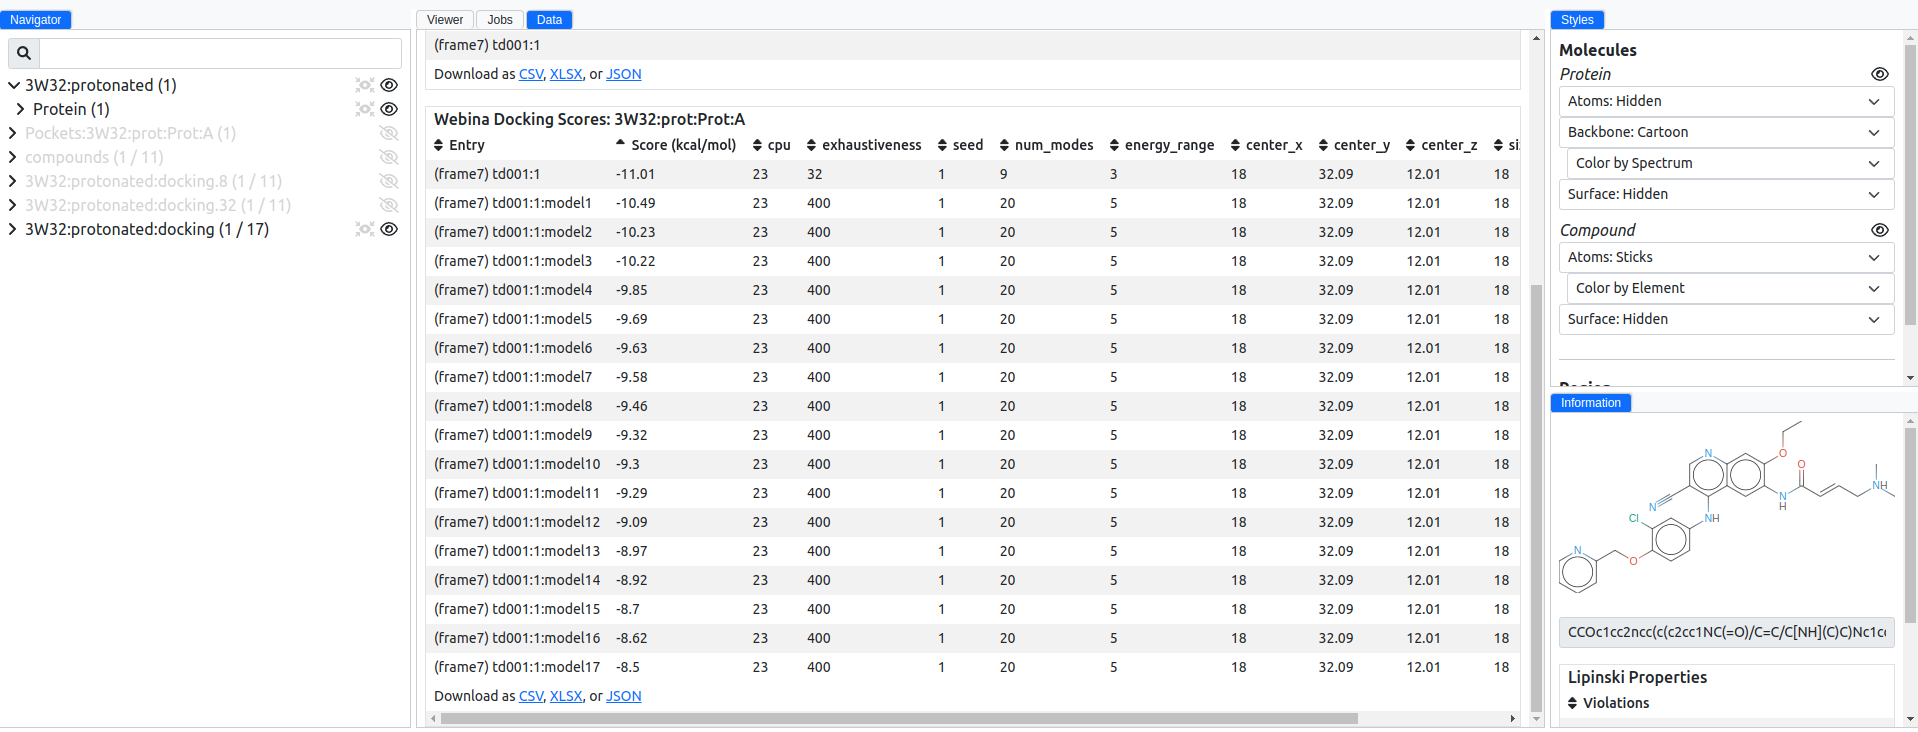 Navigator
3W32:protonated (1)
Protein (1)
Pockets:3W32:prot:Prot:A (1)
compounds (1 / 11)
3W32:protonated:docking.8 (1 / 11)
3W32:protonated:docking.32 (1 / 11)
3W32:protonated:docking (1 / 17)
Viewer Jobs Data
(frame7) td001:1
Download as CSV, XLSX, or JSON
Webina Docking Scores: 3W32:prot:Prot:A
Entry Score (kcal/mol) cpu exhaustiveness seed num_modes energy_range center_x center_y center_z
(frame7) td001:1 -11.01 23 32 1 9 3 18 32.09 12.01 18
(frame7) td001:1:model1 -10.49 23 400 1 20 5 18 32.09 12.01 18
(frame7) td001:1:model2 -10.23 23 400 1 20 5 18 32.09 12.01 18
(frame7) td001:1:model3 -10.22 23 400 1 20 5 18 32.09 12.01 18
(frame7) td001:1:model4 -9.85 23 400 1 20 5 18 32.09 12.01 18
(frame7) td001:1:model5 -9.69 23 400 1 20 5 18 32.09 12.01 18
(frame7) td001:1:model6 -9.63 23 400 1 20 5 18 32.09 12.01 18
(frame7) td001:1:model7 -9.58 23 400 1 20 5 18 32.09 12.01 18
(frame7) td001:1:model8 -9.46 23 400 1 20 5 18 32.09 12.01 18
(frame7) td001:1:model9 -9.32 23 400 1 20 5 18 32.09 12.01 18
(frame7) td001:1:model10 -9.3 23 400 1 20 5 18 32.09 12.01 18
(frame7) td001:1:model11 -9.29 23 400 1 20 5 18 32.09 12.01 18
(frame7) td001:1:model12 -9.09 23 400 1 20 5 18 32.09 12.01 18
(frame7) td001:1:model13 -8.97 23 400 1 20 5 18 32.09 12.01 18
(frame7) td001:1:model14 -8.92 23 400 1 20 5 18 32.09 12.01 18
(frame7) td001:1:model15 -8.7 23 400 1 20 5 18 32.09 12.01 18
(frame7) td001:1:model16 -8.62 23 400 1 20 5 18 32.09 12.01 18
(frame7) td001:1:model17 -8.5 23 400 1 20 5 18 32.09 12.01 18
Download as CSV, XLSX, or JSON
Styles
Molecules
Protein
Atoms: Hidden
Backbone: Cartoon
Color by Spectrum
Surface: Hidden
Compound
Atoms: Sticks
Color by Element
Surface: Hidden
Information
N
O
O
NH
N
N
H
Cl
NH
N
O
CCOc1cc2ncc(c(c2cc1NC(=O)/C=C/C[NH](C)C)Nc1c
Lipinski Properties
Violations